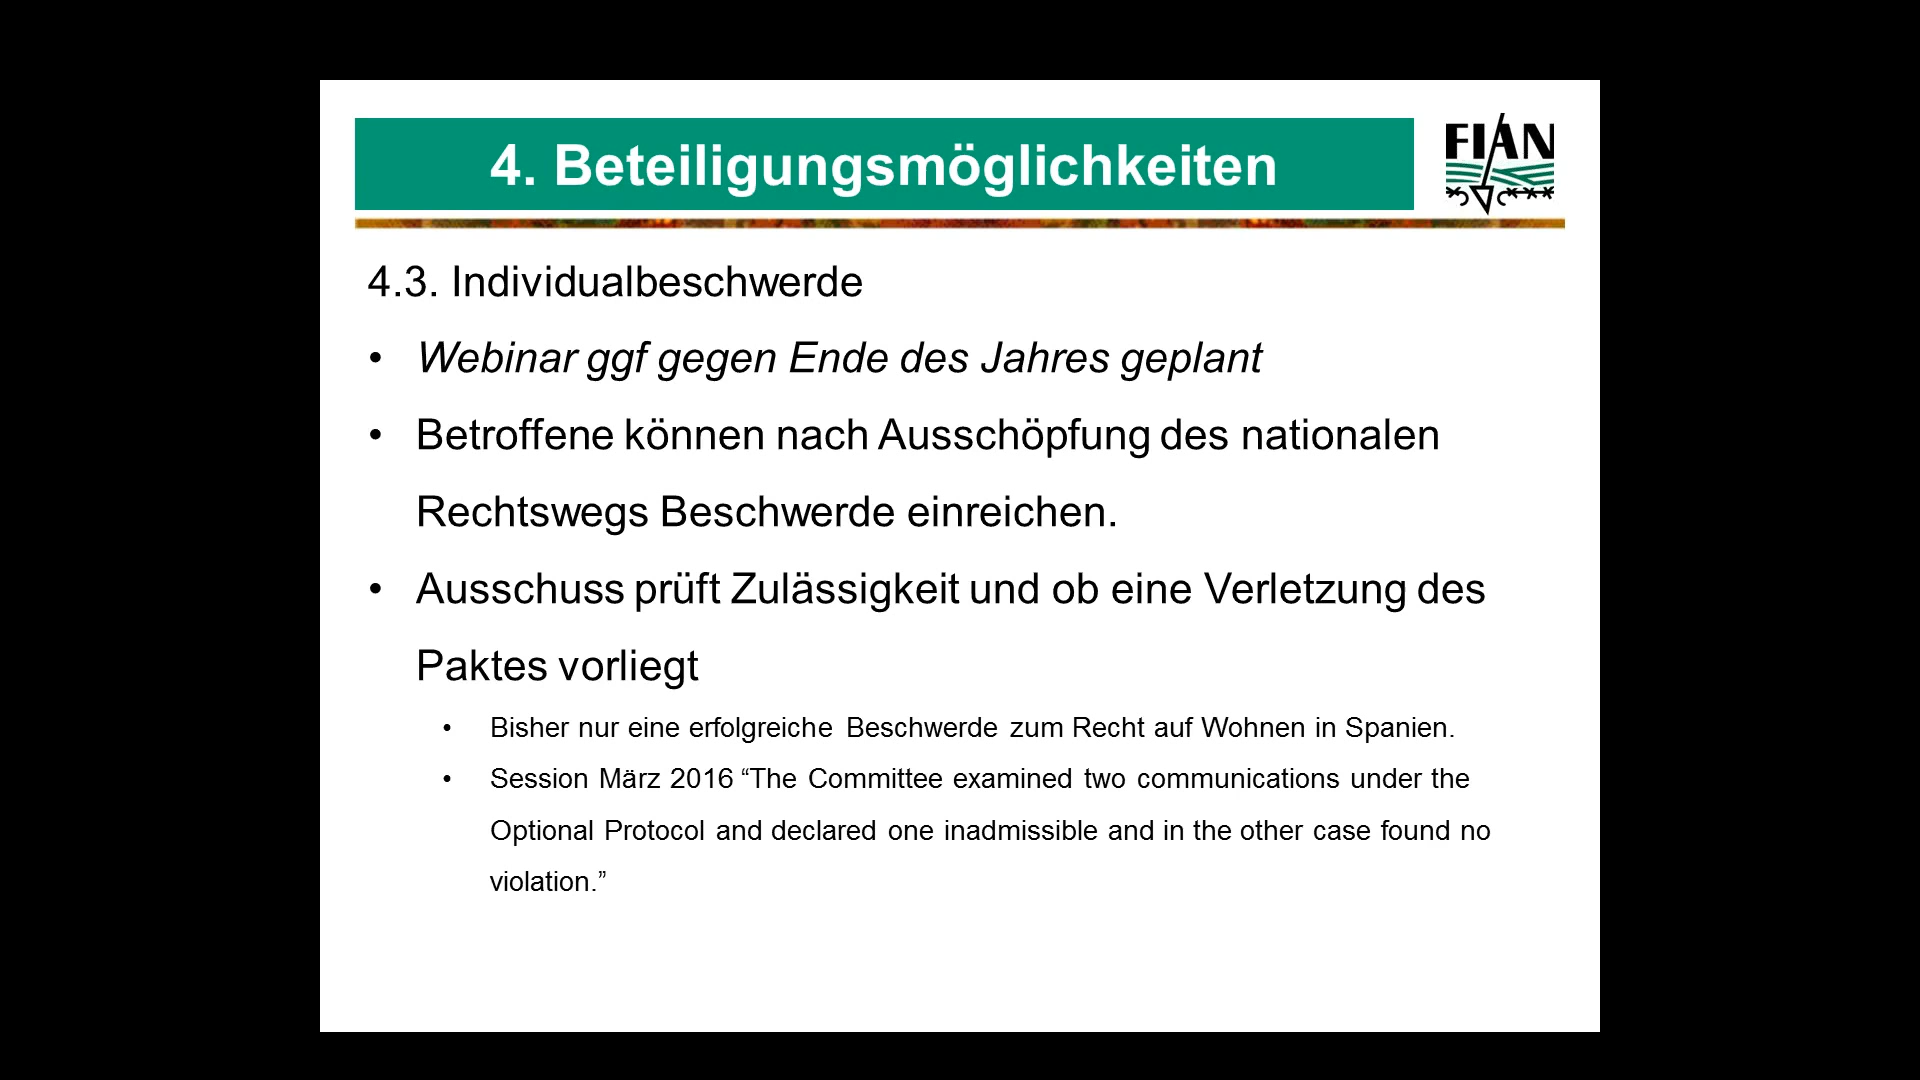 4. Beteiligungsmöglichkeiten
FIAN
4.3. Individualbeschwerde
• Webinar ggf gegen Ende des Jahres geplant
• Betroffene können nach Ausschöpfung des nationalen
Rechtswegs Beschwerde einreichen.
• Ausschuss prüft Zulässigkeit und ob eine Verletzung des
Paktes vorliegt
• Bisher nur eine erfolgreiche Beschwerde zum Recht auf Wohnen in Spanien.
• Session März 2016 “The Committee examined two communications under the
Optional Protocol and declared one inadmissible and in the other case found no
violation.”